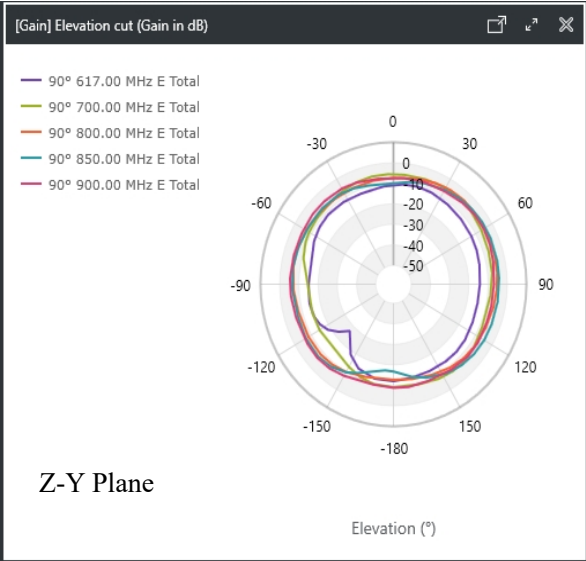 [Gain] Elevation cut (Gain in dB)
90° 617.00 MHz E Total
90° 700.00 MHz E Total
90° 800.00 MHz E Total
90° 850.00 MHz E Total
90° 900.00 MHz E Total
0
-30
30
0
-10
-60
60
-20
-30
-40
-50
-90
90
-120
120
-150
150
-180
Z-Y Plane
Elevation (°)